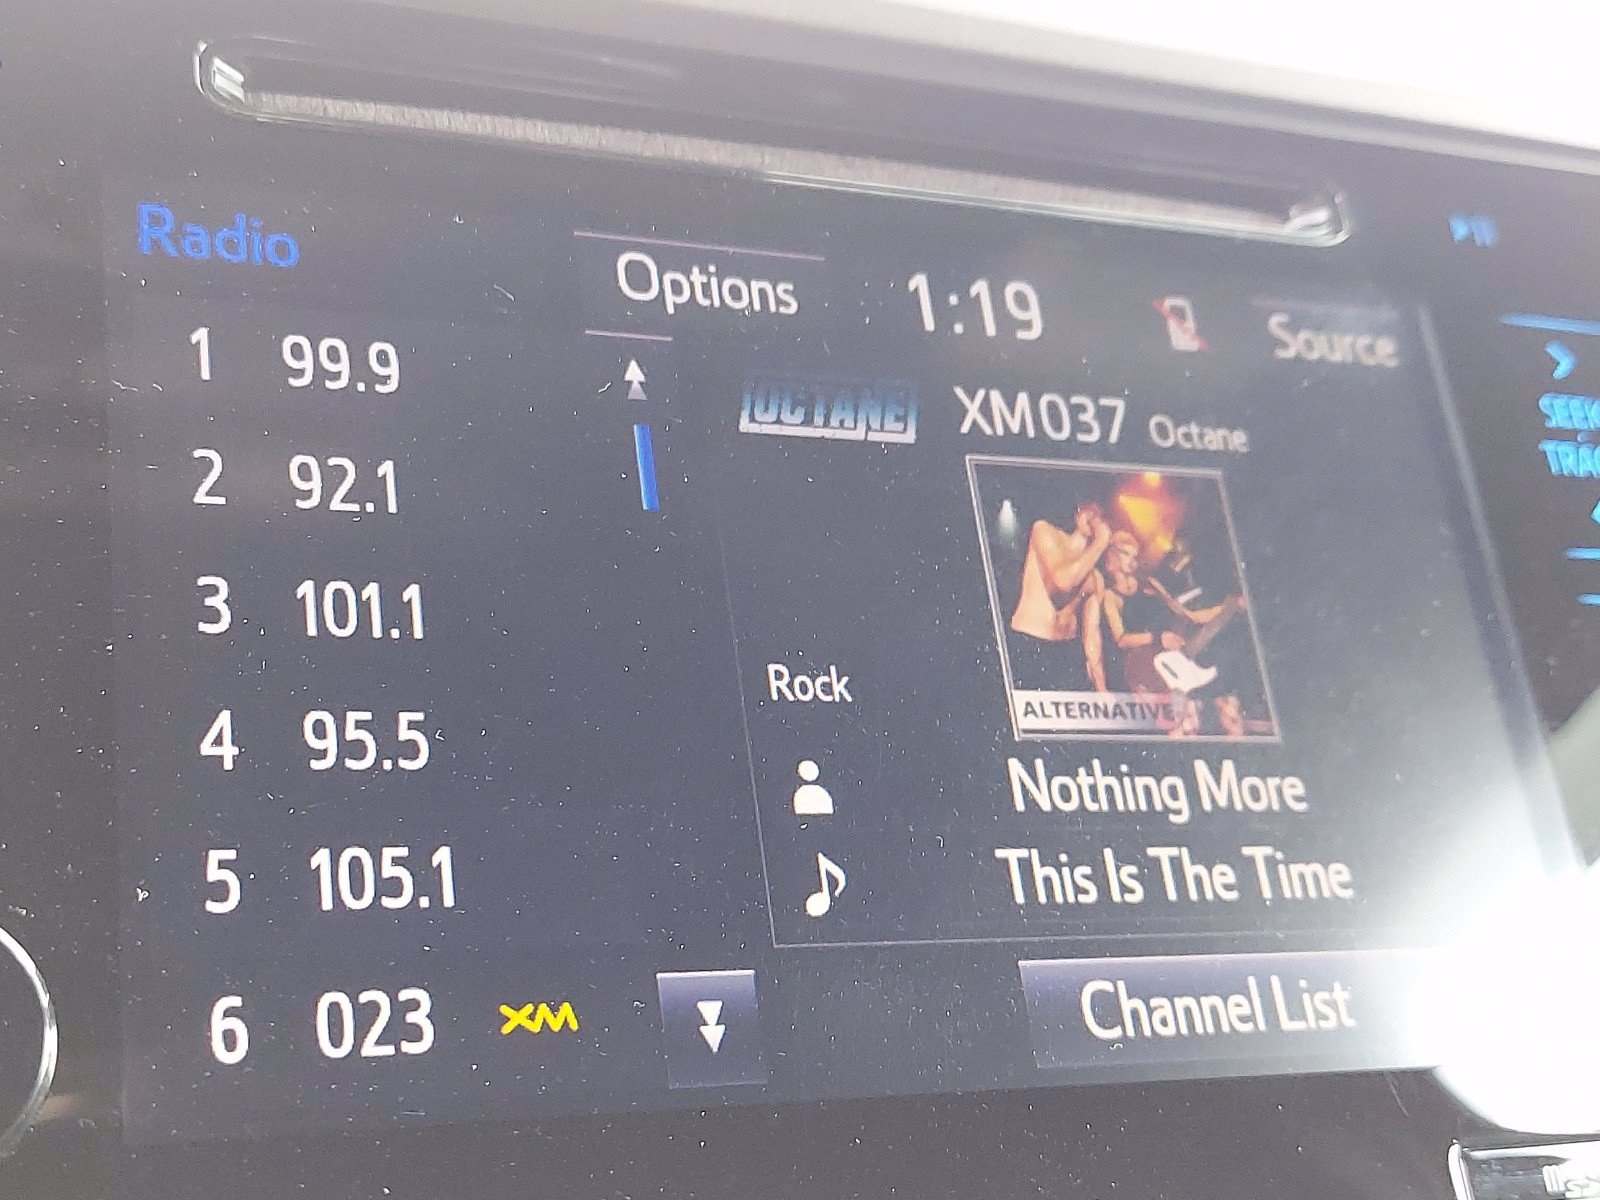 Radio
Options
1:19
Source
1 99.9
2 92.1
3 101.1
4 95.5
5 105.1
6 023 XM
OCTANE
XM037 Octane
ALTERNATIVE
Rock
Nothing More
This Is The Time
Channel List
SEEK